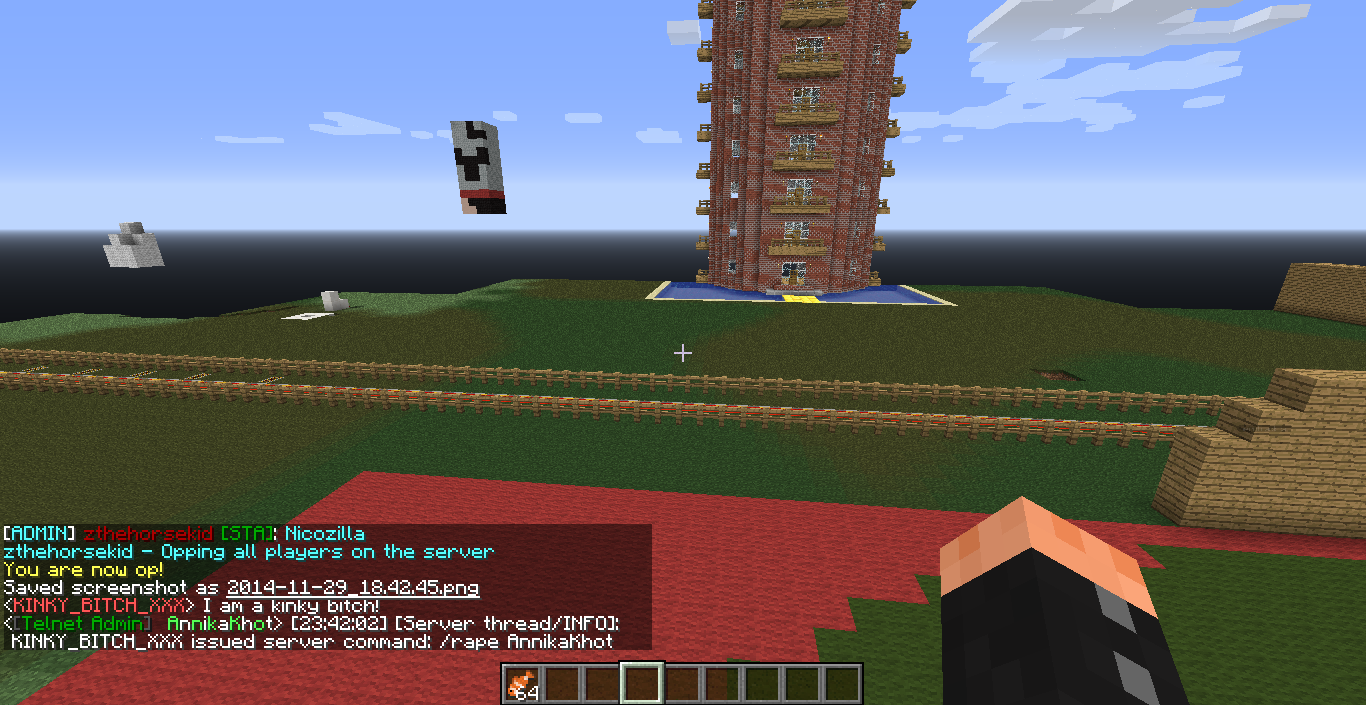 [ADMIN] zthehorsekid [STA]: Nicozilla
zthehorsekid - Opping all players on the server
You are now op!
Saved screenshot as 2014-11-29_18.42.45.png
<KINKY_BITCH_XXX> I am a kinky bitch!
<[Telnet Admin] AnnikaKhot> [23:42:02] [Server thread/INFO]:
KINKY_BITCH_XXX issued server command: /rape AnnikaKhot
64